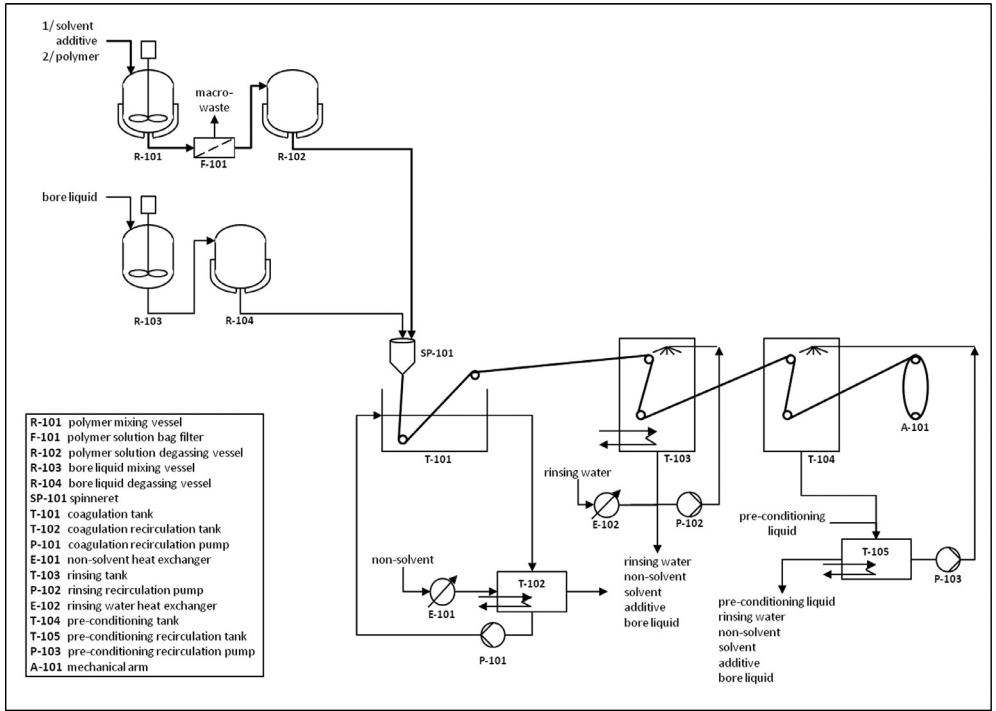 1/ solvent
additive
2/ polymer
macro-
waste
R-101
F-101
R-102
bore liquid
R-103
R-104
SP-101
T-101
T-103
T-104
A-101
rinsing water
E-102
P-102
rinsing water
non-solvent
solvent
additive
bore liquid
pre-conditioning
liquid
T-105
P-103
pre-conditioning liquid
rinsing water
non-solvent
solvent
additive
bore liquid
non-solvent
E-101
T-102
P-101
R-101 polymer mixing vessel
F-101 polymer solution bag filter
R-102 polymer solution degassing vessel
R-103 bore liquid mixing vessel
R-104 bore liquid degassing vessel
SP-101 spinneret
T-101 coagulation tank
T-102 coagulation recirculation tank
P-101 coagulation recirculation pump
E-101 non-solvent heat exchanger
T-103 rinsing tank
P-102 rinsing recirculation pump
E-102 rinsing water heat exchanger
T-104 pre-conditioning tank
T-105 pre-conditioning recirculation tank
P-103 pre-conditioning recirculation pump
A-101 mechanical arm